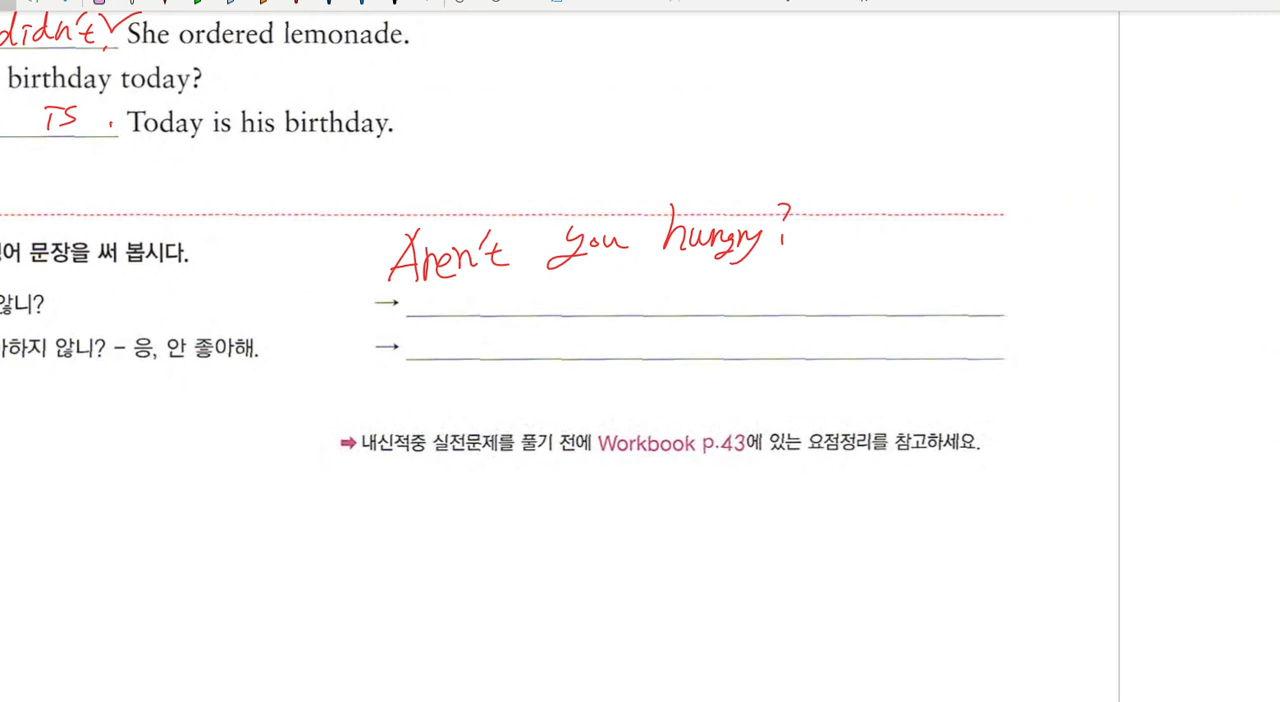 didn't, She ordered lemonade.
birthday today?
is . Today is his birthday.
어 문장을 써 봅시다.
Aren't you hungry?
않니? →
하지 않니? – 응, 안 좋아해. →
➡ 내신적중 실전문제를 풀기 전에 Workbook p.43에 있는 요점정리를 참고하세요.